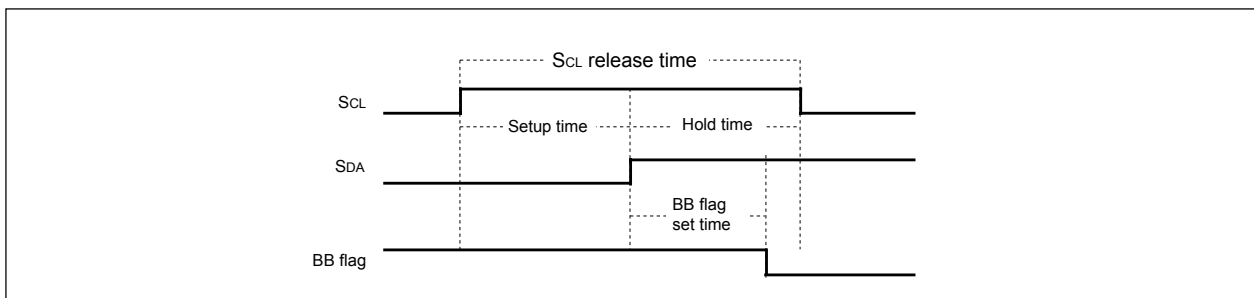 SCL release time
SCL
Setup time
Hold time
SDA
BB flag
set time
BB flag